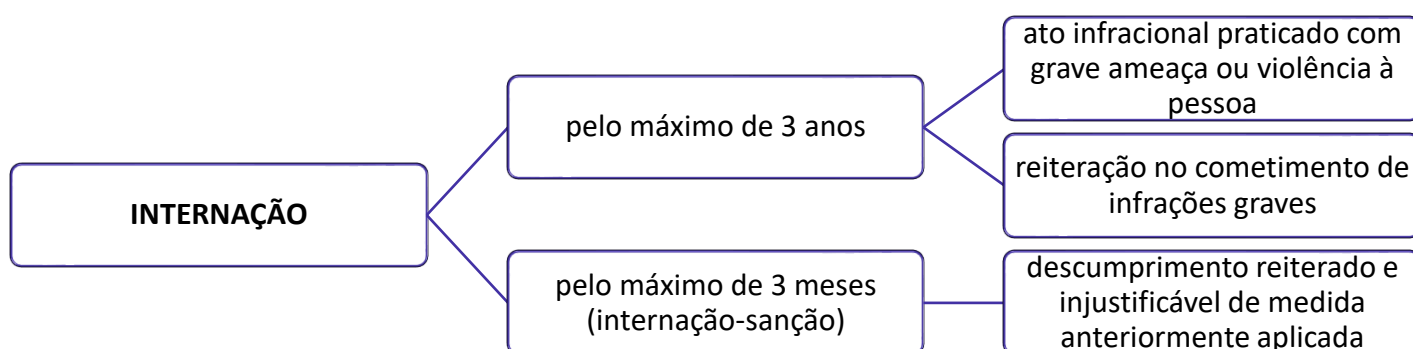 INTERNAÇÃO
pelo máximo de 3 anos
ato infracional praticado com
grave ameaça ou violência à
pessoa
reiteração no cometimento de
infrações graves
pelo máximo de 3 meses
(internação-sanção)
descumprimento reiterado e
injustificável de medida
anteriormente aplicada